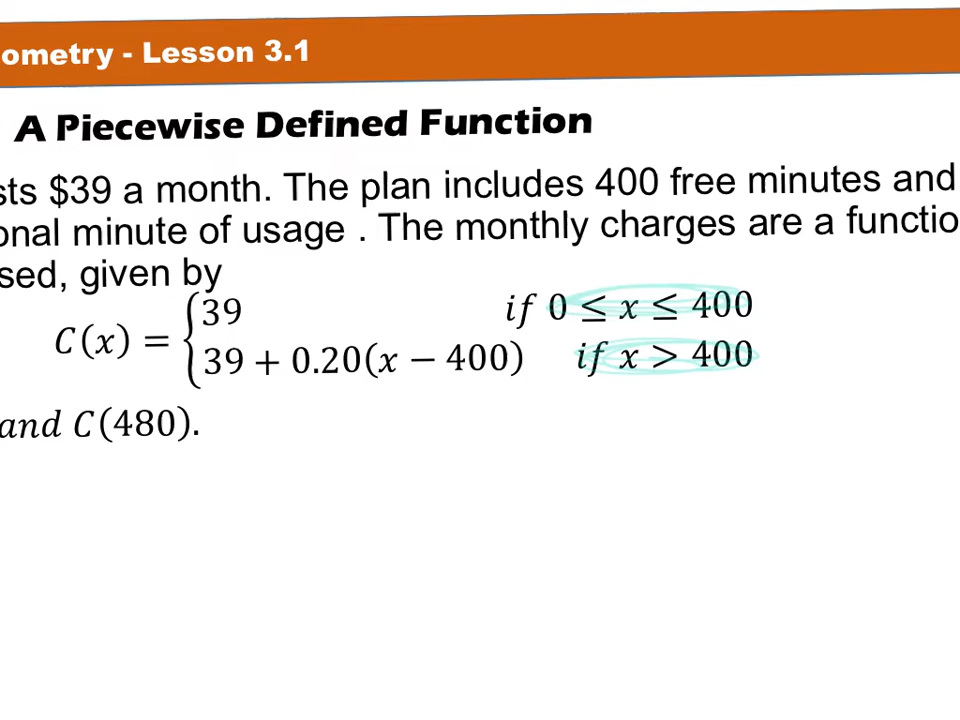 ometry - Lesson 3.1
A Piecewise Defined Function
sts $39 a month. The plan includes 400 free minutes and
onal minute of usage . The monthly charges are a functio
sed, given by
C(x) = {39 if 0 ≤ x ≤ 400
39 + 0.20(x − 400) if x > 400
and C(480).